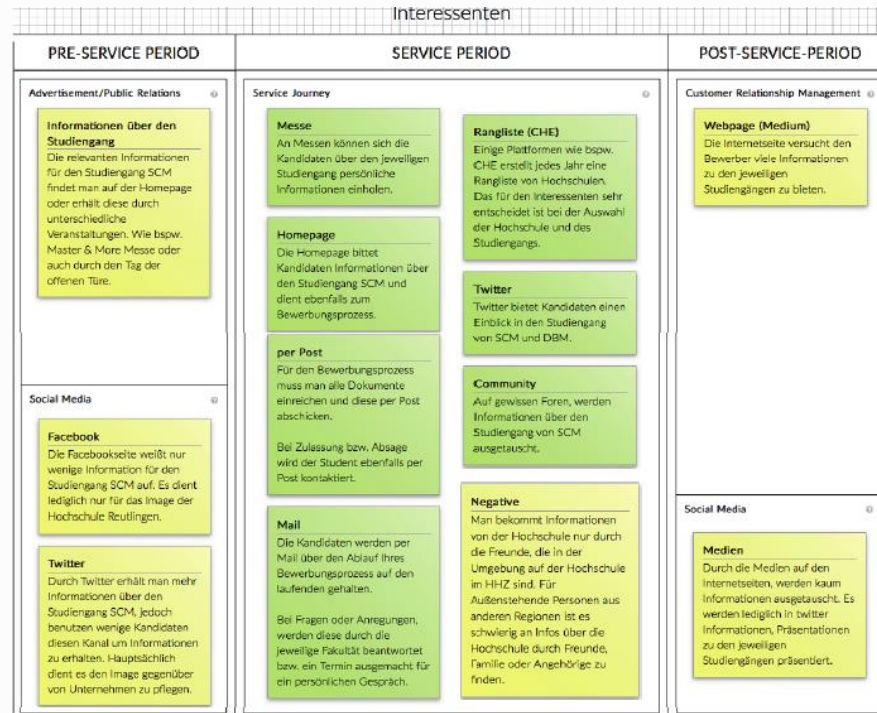 Interessenten
PRE-SERVICE PERIOD
SERVICE PERIOD
POST-SERVICE-PERIOD
Advertisement/Public Relations
Informationen über den
Studiengang
Die relevanten Informationen
für den Studiengang SCM
findet man auf der Homepage
oder erhält diese durch
unterschiedliche
Veranstaltungen. Wie bspw.
Master & More Messe oder
auch durch den Tag der
offenen Türe.
Social Media
Facebook
Die Facebookseite weißt nur
wenige Information für den
Studiengang SCM auf. Es dient
lediglich nur für das Image der
Hochschule Reutlingen.
Twitter
Durch Twitter erhält man mehr
Informationen über den
Studiengang SCM, jedoch
benutzen wenige Kandidaten
diesen Kanal um Informationen
zu erhalten. Hauptsächlich
dient es den Image gegenüber
von Unternehmen zu pflegen.
Service Journey
Messe
An Messen können sich die
Kandidaten über den jeweiligen
Studiengang persönliche
Informationen einholen.
Homepage
Die Homepage bittet
Kandidaten Informationen über
den Studiengang SCM und
dient ebenfalls zum
Bewerbungsprozess.
per Post
Für den Bewerbungsprozess
muss man alle Dokumente
einreichen und diese per Post
abschicken.
Bei Zulassung bzw. Absage
wird der Student ebenfalls per
Post kontaktiert.
Mail
Die Kandidaten werden per
Mail über den Ablauf Ihres
Bewerbungsprozess auf den
laufenden gehalten.
Bei Fragen oder Anregungen,
werden diese durch die
jeweilige Fakultät beantwortet
bzw. ein Termin ausgemacht für
ein persönlichen Gespräch.
Rangliste (CHE)
Einige Plattformen wie bspw.
CHE erstellt jedes Jahr eine
Rangliste von Hochschulen.
Das für den Interessenten sehr
entscheidet ist bei der Auswahl
der Hochschule und des
Studiengangs.
Twitter
Twitter bietet Kandidaten einen
Einblick in den Studiengang
von SCM und DBM.
Community
Auf gewissen Foren, werden
Informationen über den
Studiengang von SCM
ausgetauscht.
Negative
Man bekommt Informationen
von der Hochschule nur durch
die Freunde, die in der
Umgebung auf der Hochschule
im HHZ sind. Für
Außenstehende Personen aus
anderen Regionen ist es
schwierig an Infos über die
Hochschule durch Freunde,
Familie oder Angehörige zu
finden.
Customer Relationship Management
Webpage (Medium)
Die Internetseite versucht den
Bewerber viele Informationen
zu den jeweiligen
Studiengängen zu bieten.
Social Media
Medien
Durch die Medien auf den
Internetseiten, werden kaum
Informationen ausgetauscht. Es
werden lediglich in twitter
Informationen, Präsentationen
zu den jeweiligen
Studiengängen präsentiert.